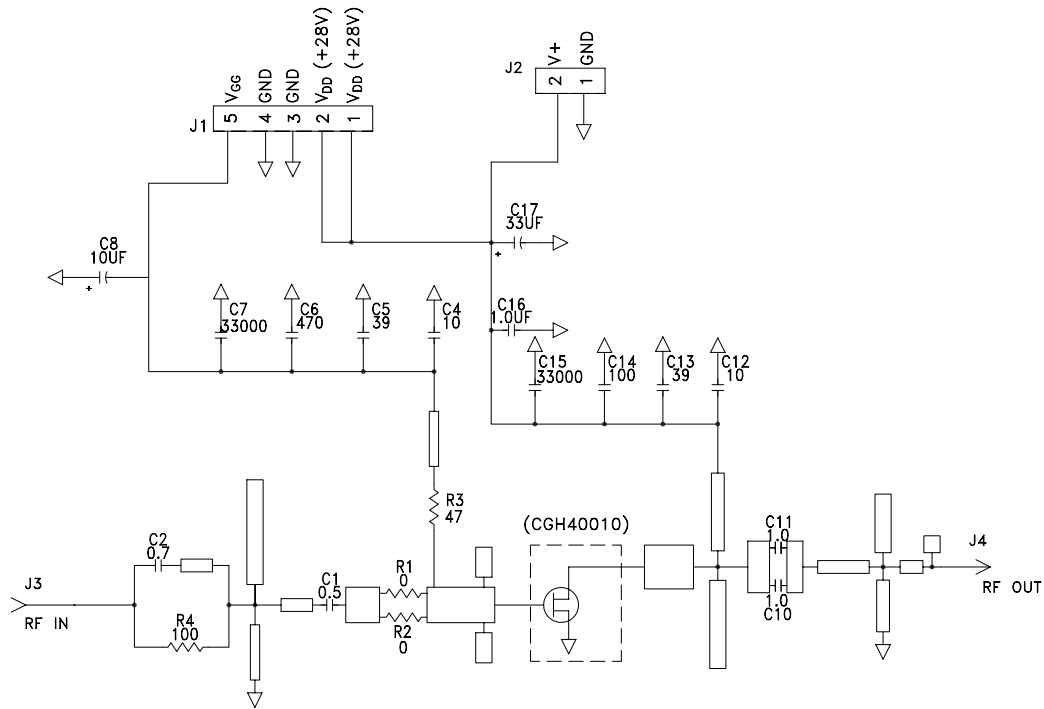 VGG
GND
GND
VDD (+28V)
VDD (+28V)
J1
5
4
3
2
1
J2
V+
GND
2
1
C8
10UF
+
C17
33UF
+
C16
1.0UF
C7
33000
C6
470
C5
39
C4
10
C15
33000
C14
100
C13
39
C12
10
R3
47
(CGH40010)
C2
0.7
J3
RF IN
R4
100
C1
0.5
R1
0
R2
0
C11
1.0
1.0
C10
J4
RF OUT